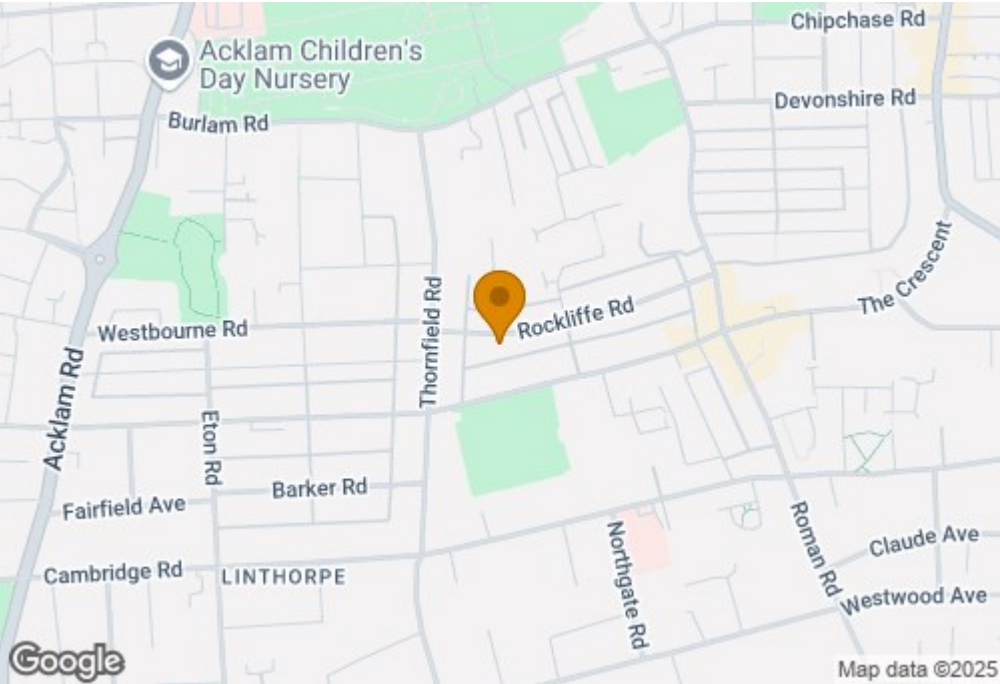 Chipchase Rd
Acklam Children's
Day Nursery
Devonshire Rd
Burlam Rd
The Crescent
Thornfield Rd
Rockliffe Rd
Westbourne Rd
Acklam Rd
Eton Rd
Barker Rd
Fairfield Ave
Roman Rd
Northgate Rd
Claude Ave
Cambridge Rd
LINTHORPE
Westwood Ave
Google
Map data ©2025